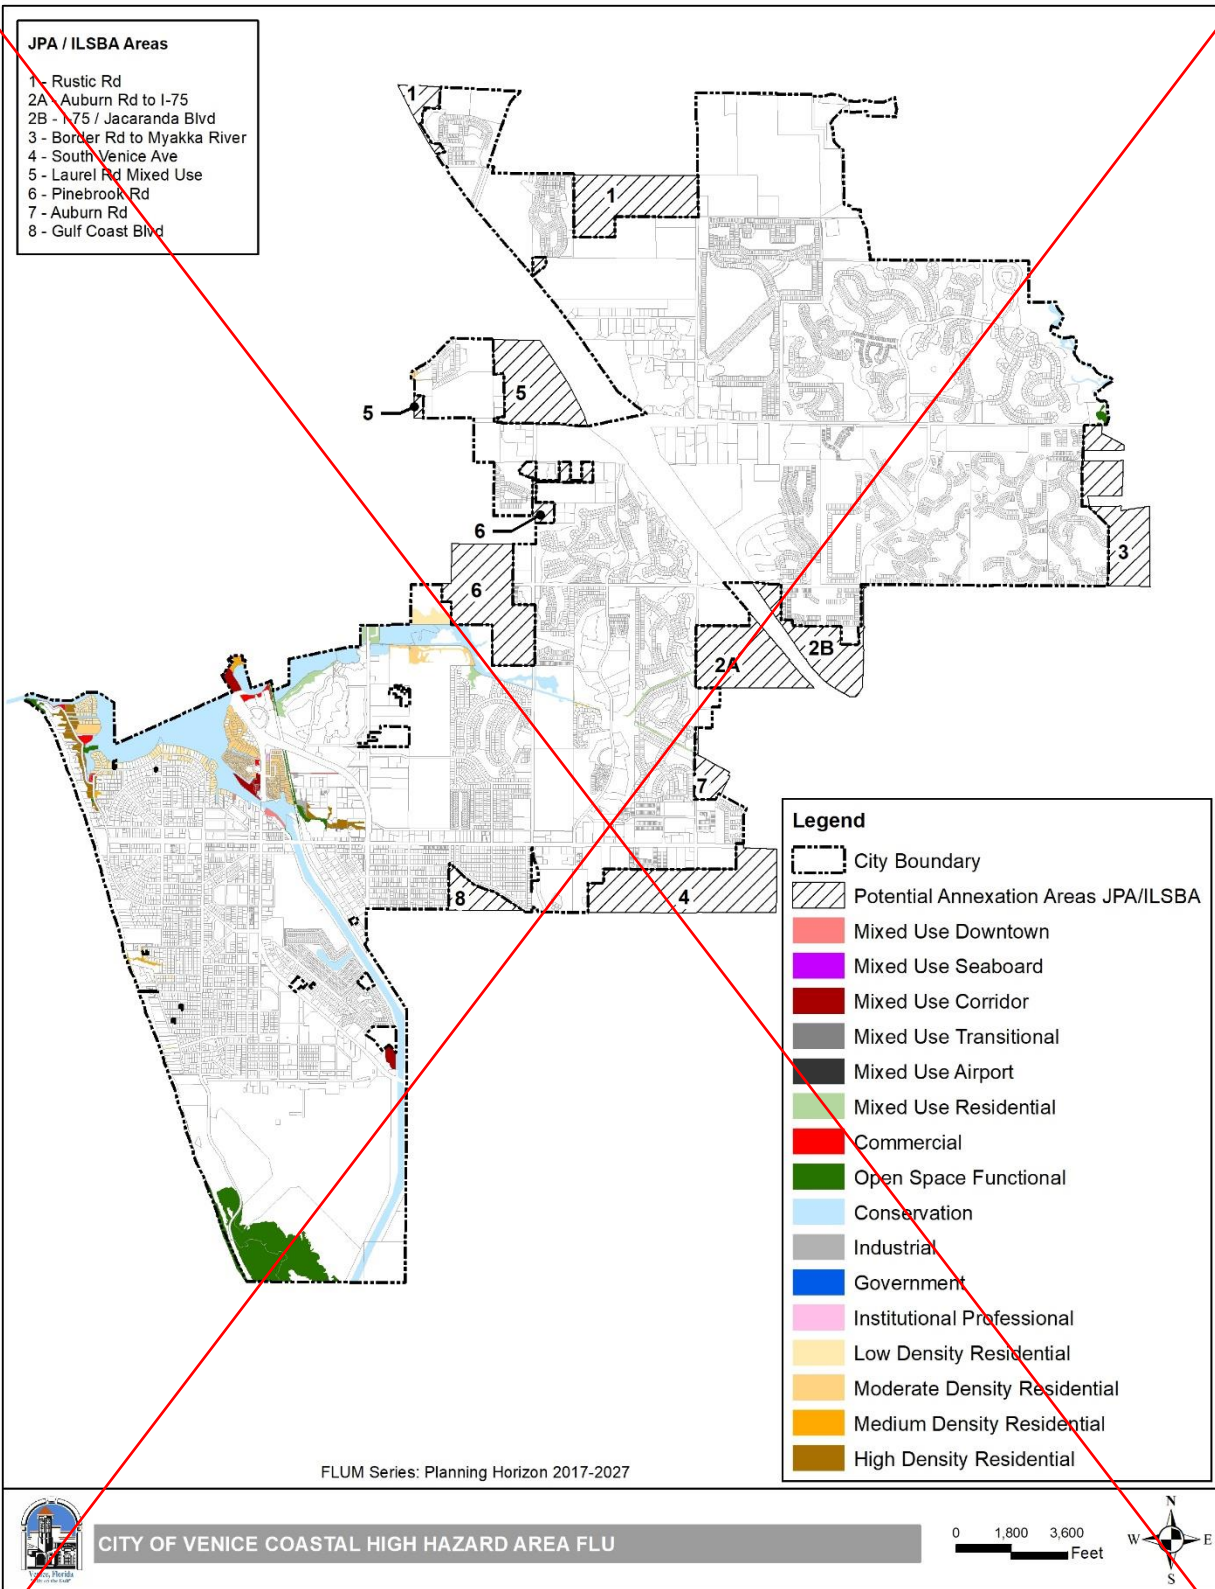 JPA / ILSBA Areas
1 - Rustic Rd
2A - Auburn Rd to I-75
2B - I-75 / Jacaranda Blvd
3 - Border Rd to Myakka River
4 - South Venice Ave
5 - Laurel Rd Mixed Use
6 - Pinebrook Rd
7 - Auburn Rd
8 - Gulf Coast Blvd
1
1
5
5
6
3
6
2B
2A
7
8
4
Legend
City Boundary
Potential Annexation Areas JPA/ILSBA
Mixed Use Downtown
Mixed Use Seaboard
Mixed Use Corridor
Mixed Use Transitional
Mixed Use Airport
Mixed Use Residential
Commercial
Open Space Functional
Conservation
Industrial
Government
Institutional Professional
Low Density Residential
Moderate Density Residential
Medium Density Residential
High Density Residential
FLUM Series: Planning Horizon 2017-2027
CITY OF VENICE COASTAL HIGH HAZARD AREA FLU
Venice, Florida
0 1,800 3,600
Feet
N
W E
S